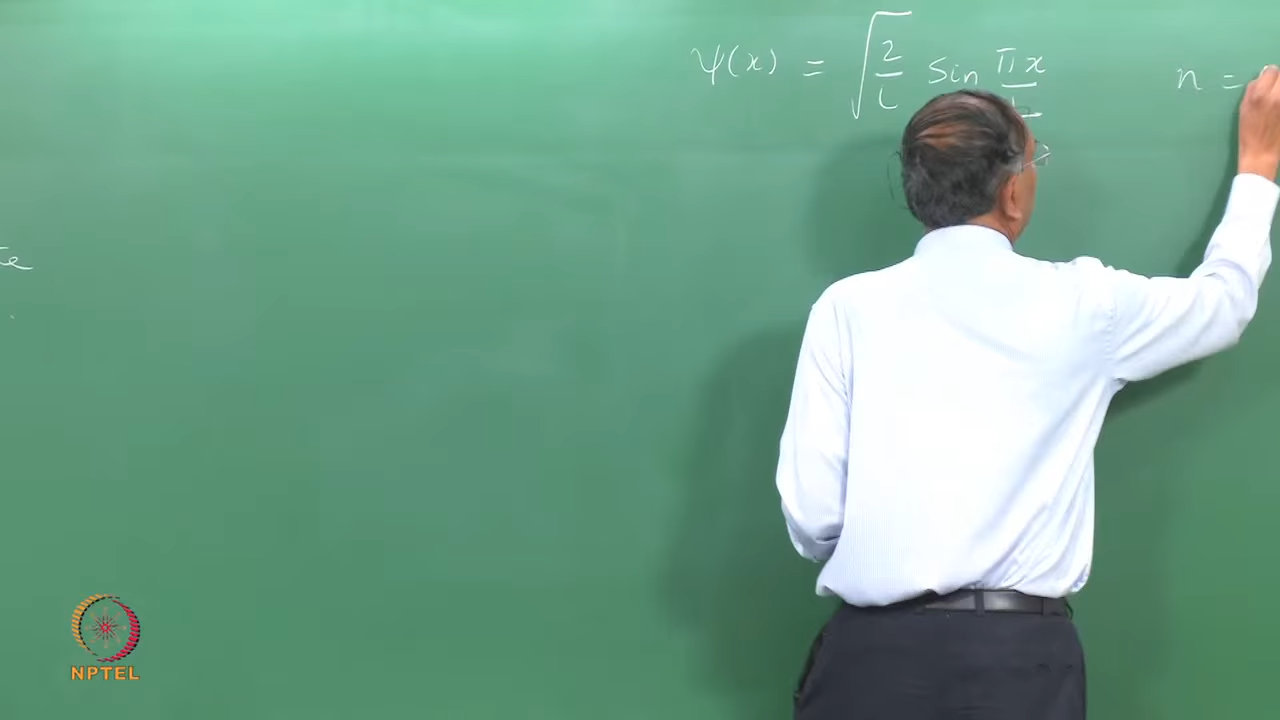 ψ(x) = √(2/L) sin πx/L n =
NPTEL